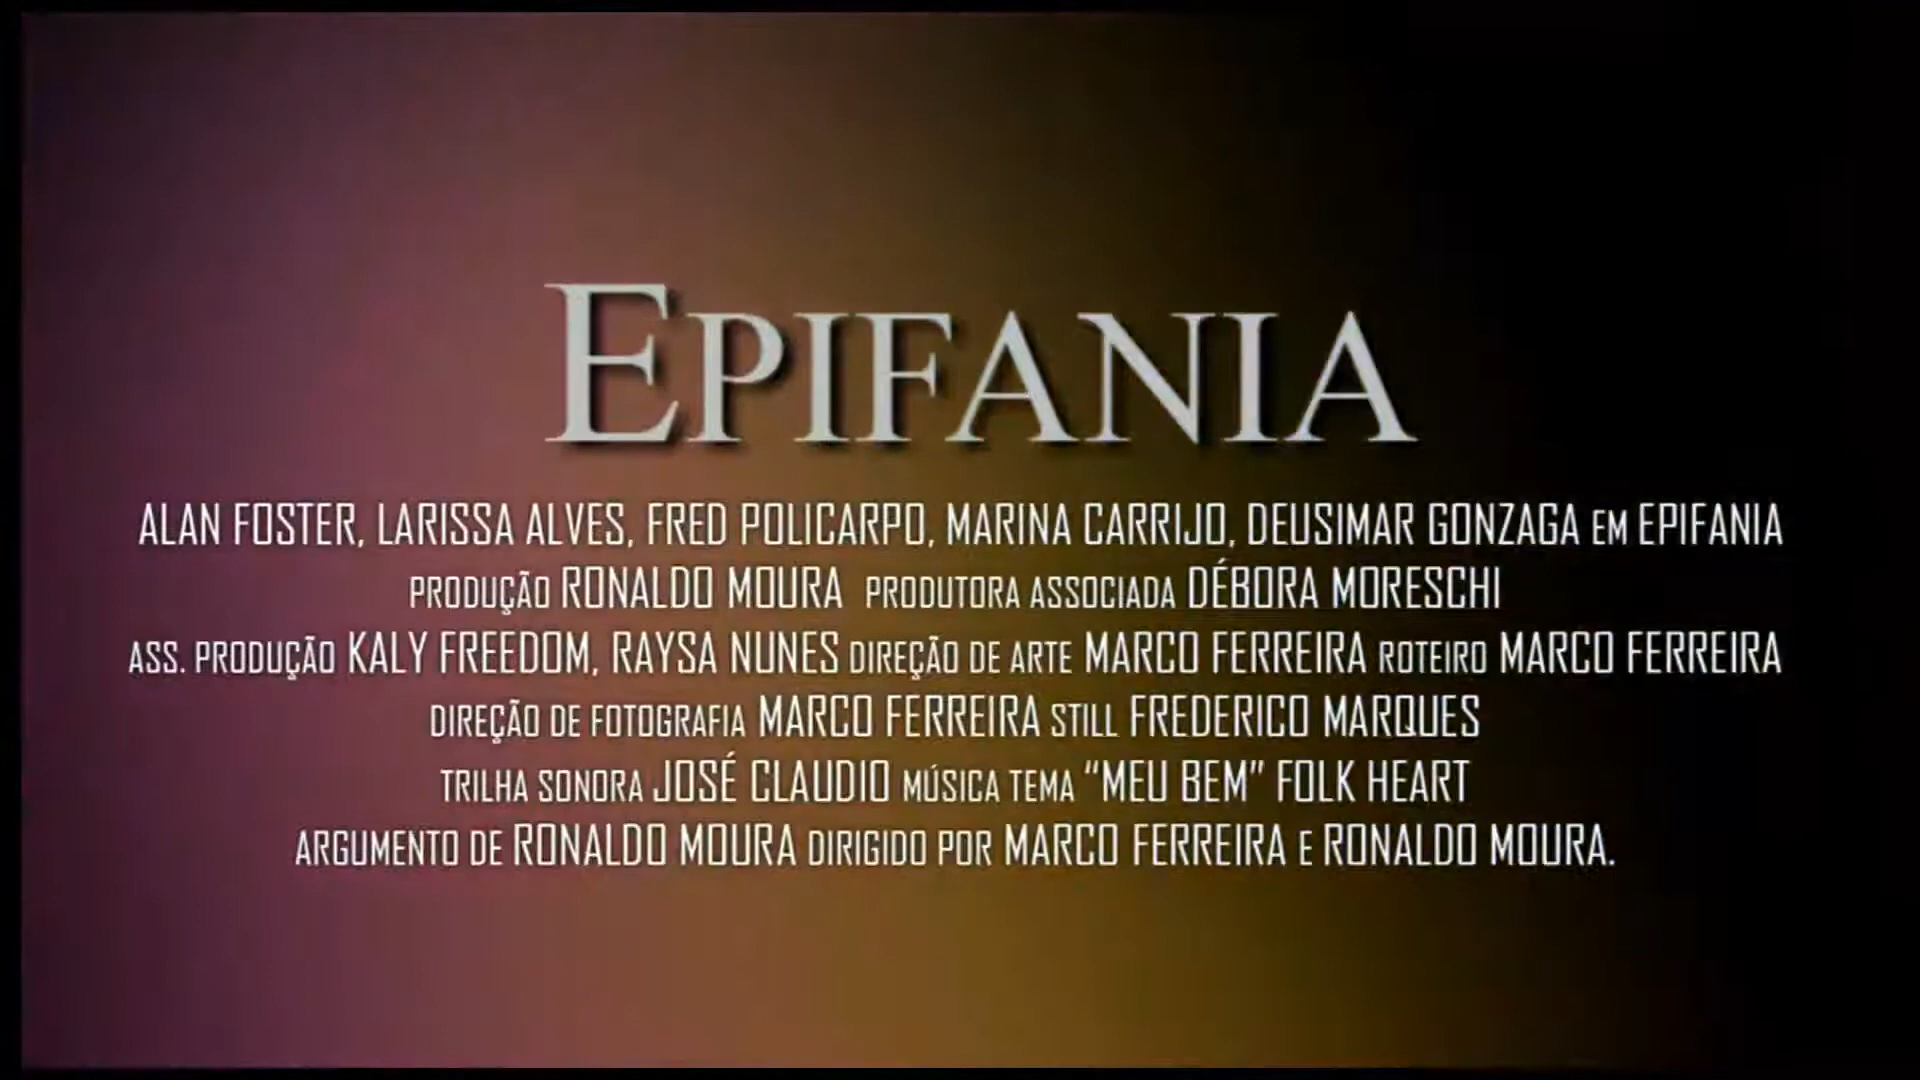 EPIFANIA
ALAN FOSTER, LARISSA ALVES, FRED POLICARPO, MARINA CARRIJO, DEUSIMAR GONZAGA EM EPIFANIA
PRODUÇÃO RONALDO MOURA PRODUTORA ASSOCIADA DÉBORA MORESCHI
ASS. PRODUÇÃO KALY FREEDOM, RAYSA NUNES DIREÇÃO DE ARTE MARCO FERREIRA ROTEIRO MARCO FERREIRA
DIREÇÃO DE FOTOGRAFIA MARCO FERREIRA STILL FREDERICO MARQUES
TRILHA SONORA JOSÉ CLAUDIO MÚSICA TEMA “MEU BEM” FOLK HEART
ARGUMENTO DE RONALDO MOURA DIRIGIDO POR MARCO FERREIRA E RONALDO MOURA.